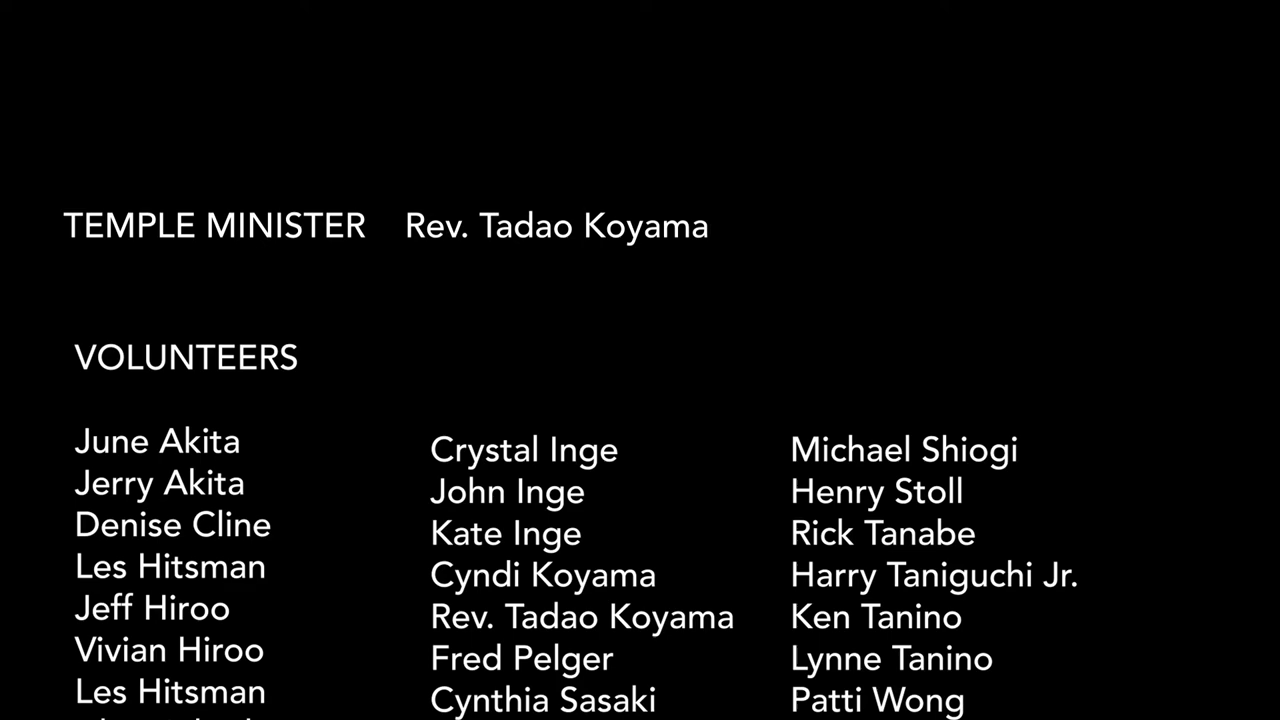 TEMPLE MINISTER Rev. Tadao Koyama
VOLUNTEERS
June Akita
Jerry Akita
Denise Cline
Les Hitsman
Jeff Hiroo
Vivian Hiroo
Les Hitsman
Crystal Inge
John Inge
Kate Inge
Cyndi Koyama
Rev. Tadao Koyama
Fred Pelger
Cynthia Sasaki
Michael Shiogi
Henry Stoll
Rick Tanabe
Harry Taniguchi Jr.
Ken Tanino
Lynne Tanino
Patti Wong